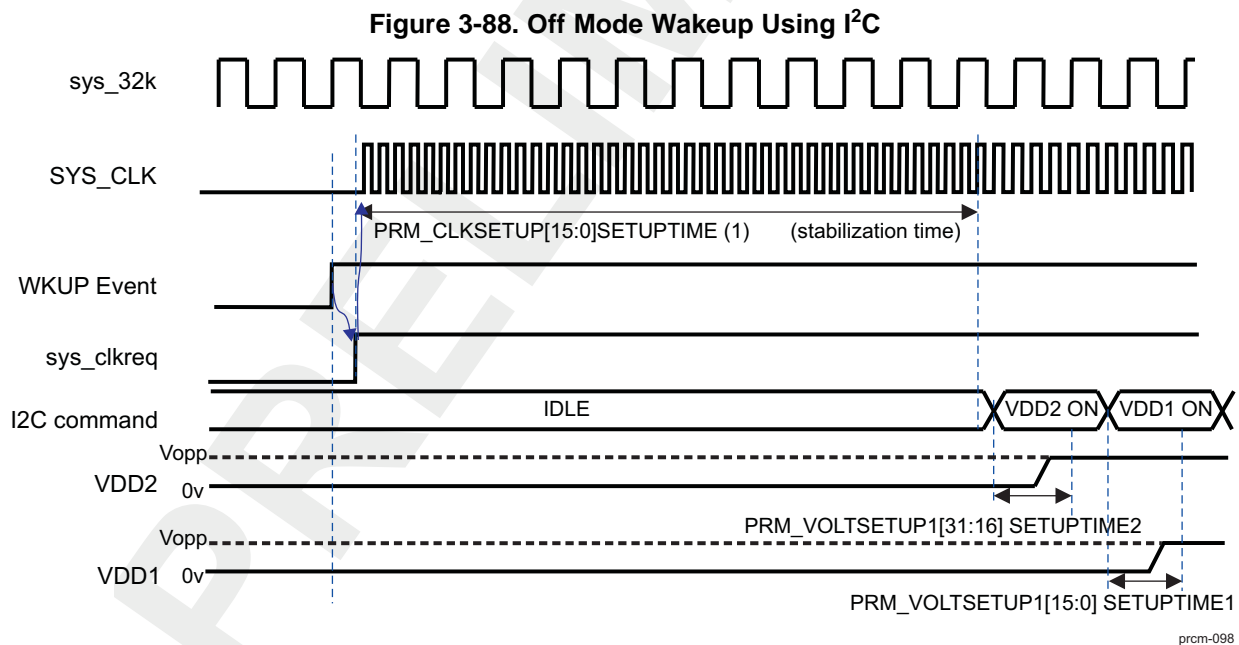 Figure 3-88. Off Mode Wakeup Using I²C
sys_32k
SYS_CLK
PRM_CLKSETUP[15:0]SETUPTIME (1) (stabilization time)
WKUP Event
sys_clkreq
I2C command
IDLE
VDD2 ON
VDD1 ON
Vopp
VDD2
0v
PRM_VOLTSETUP1[31:16] SETUPTIME2
Vopp
VDD1
0v
PRM_VOLTSETUP1[15:0] SETUPTIME1
prcm-098